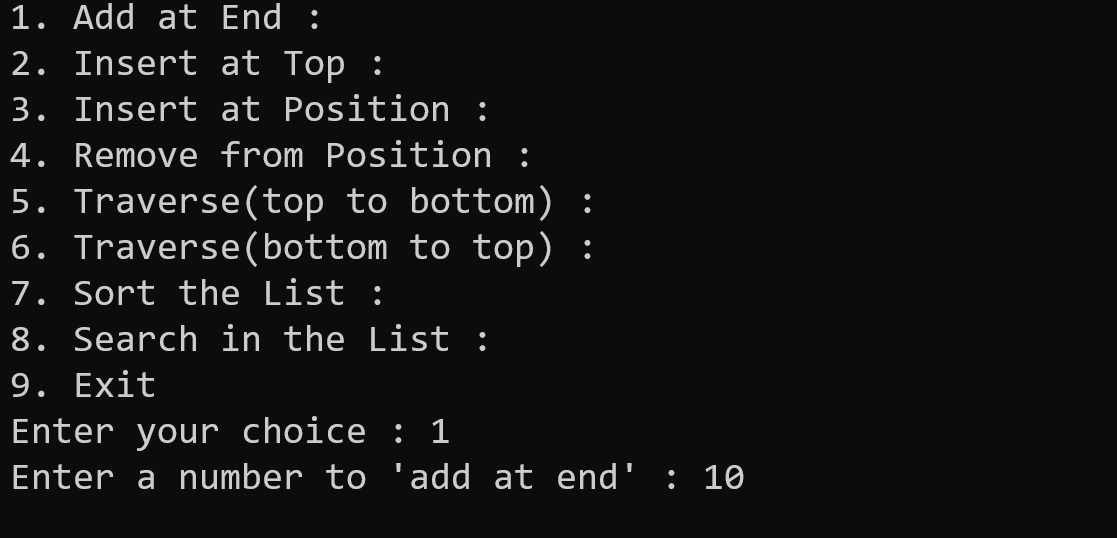 1. Add at End :
2. Insert at Top :
3. Insert at Position :
4. Remove from Position :
5. Traverse(top to bottom) :
6. Traverse(bottom to top) :
7. Sort the List :
8. Search in the List :
9. Exit
Enter your choice : 1
Enter a number to 'add at end' : 10